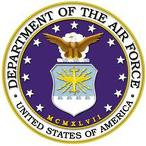 · DEPARTMENT OF THE AIR FORCE ·
MCMXLVII
UNITED STATES OF AMERICA